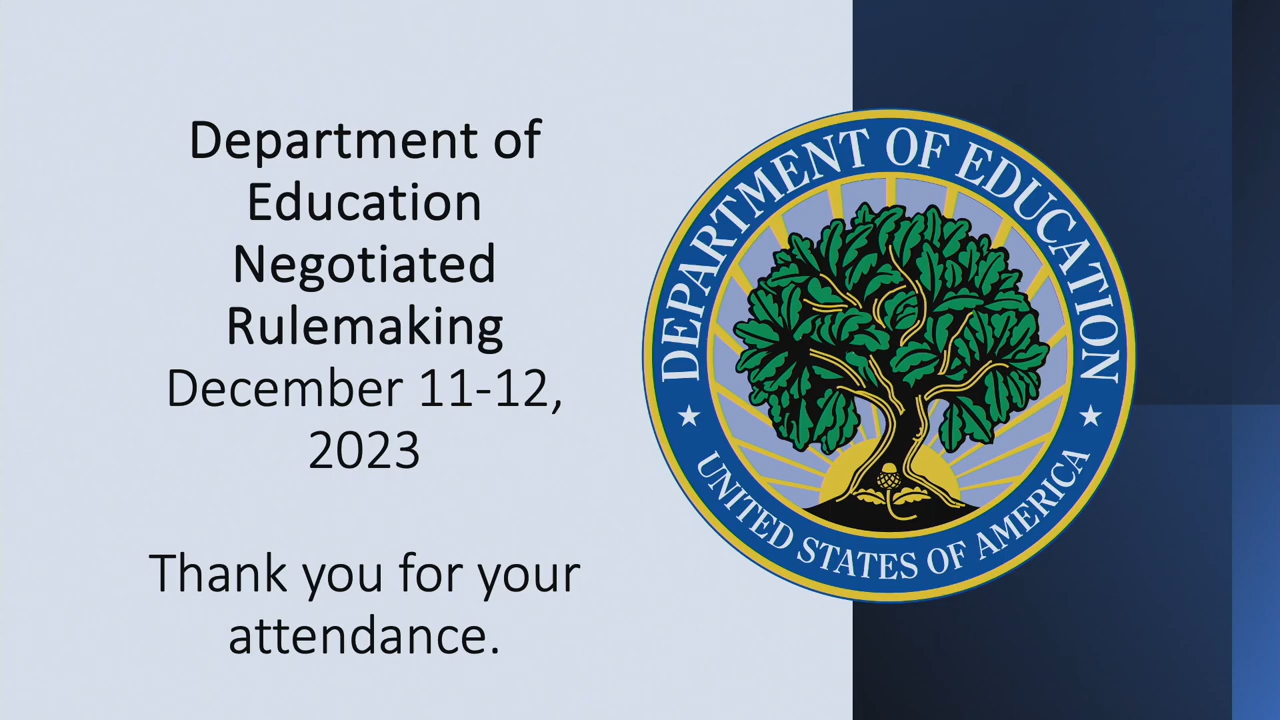 Department of
Education
Negotiated
Rulemaking
December 11-12,
2023
Thank you for your
attendance.
DEPARTMENT OF EDUCATION
UNITED STATES OF AMERICA